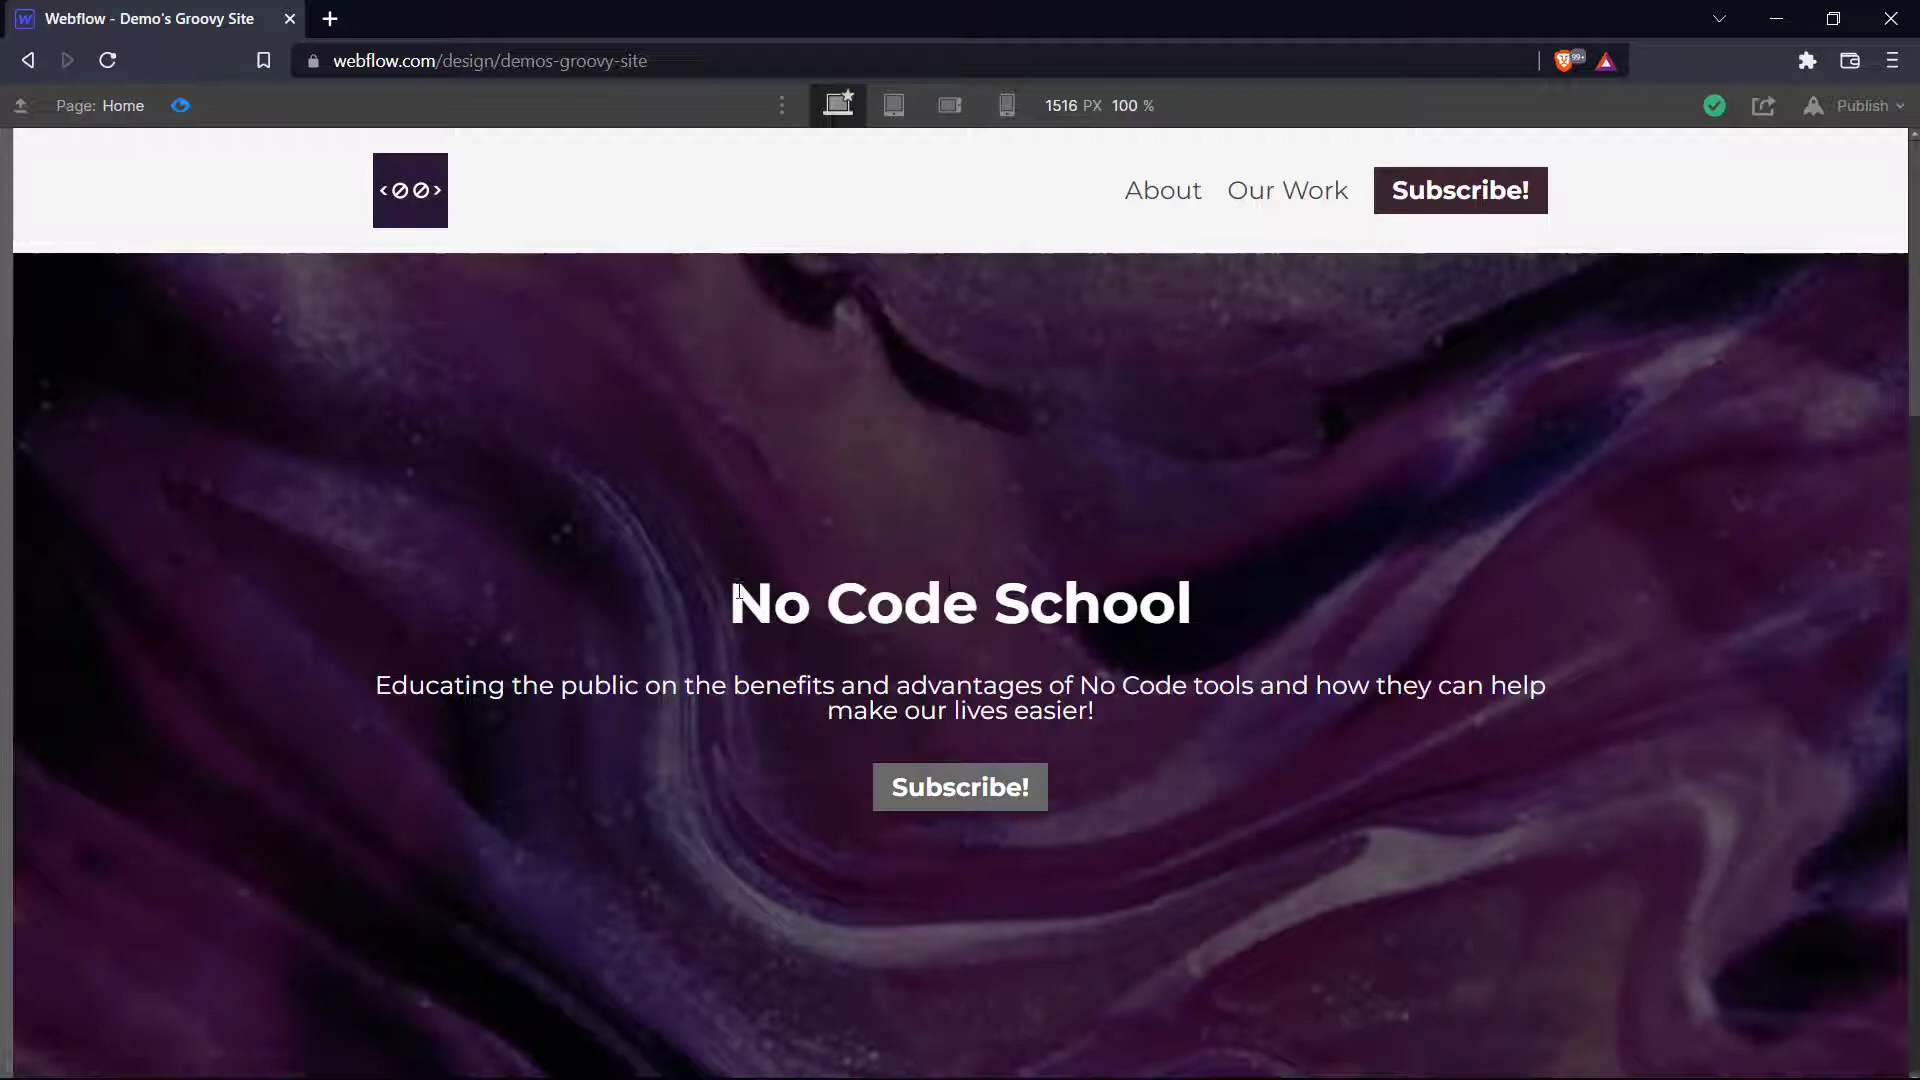 Webflow - Demo's Groovy Site
webflow.com/design/demos-groovy-site
99+
Page: Home
1516 PX 100 %
Publish
About
Our Work
Subscribe!
No Code School
Educating the public on the benefits and advantages of No Code tools and how they can help
make our lives easier!
Subscribe!